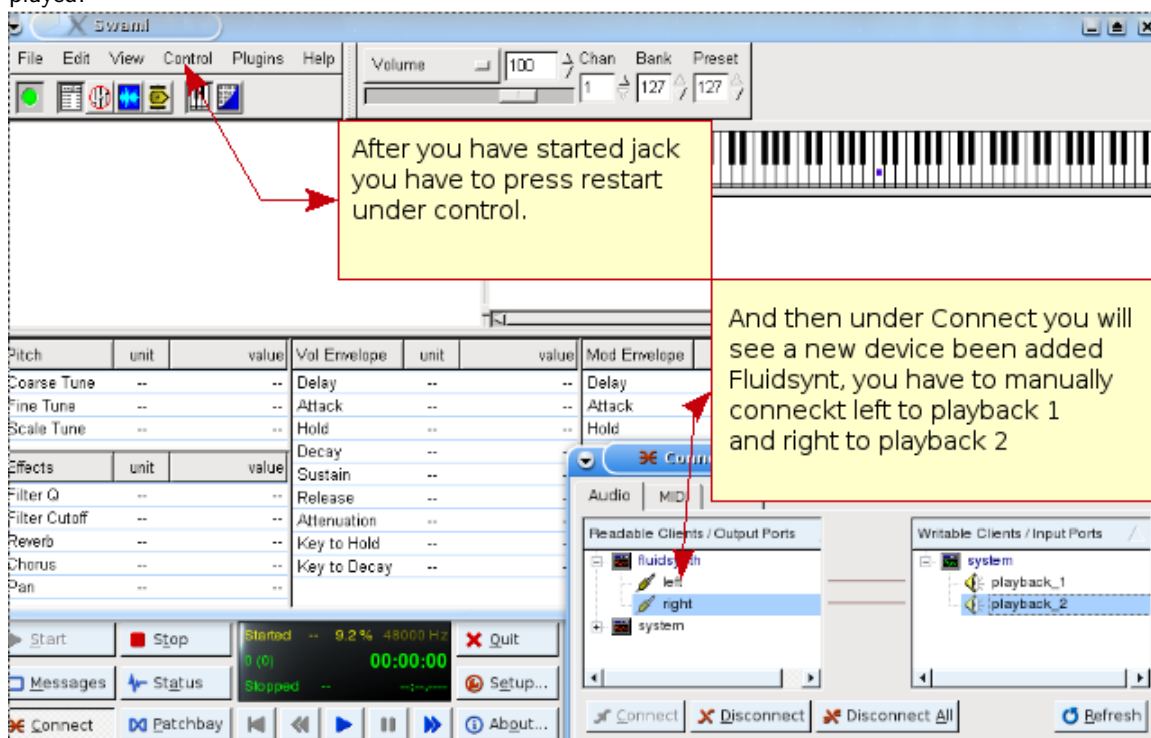 played?
Swami
File Edit View Control Plugins Help
Volume 100 Chan Bank Preset
1 127 127
After you have started jack
you have to press restart
under control.
And then under Connect you will
see a new device been added
Fluidsynt, you have to manually
conneckt left to playback 1
and right to playback 2
Pitch unit value
Coarse Tune -- --
Fine Tune -- --
Scale Tune -- --
Effects unit value
Filter Q -- --
Filter Cutoff -- --
Reverb -- --
Chorus -- --
Pan -- --
Vol Envelope unit value
Delay -- --
Attack -- --
Hold -- --
Decay --
Sustain --
Release --
Attenuation --
Key to Hold --
Key to Decay --
Mod Envelope
Delay
Attack
Hold
Audio MIDI
Readable Clients / Output Ports
fluidsynth
left
right
system
Writable Clients / Input Ports
system
playback_1
playback_2
Connect Disconnect Disconnect All Refresh
Start Stop
Messages Status
Connect Patchbay
Started -- 9.2 % 48000 Hz
0 (0) 00:00:00
Stopped -- --:--.----
Quit
Setup...
About...